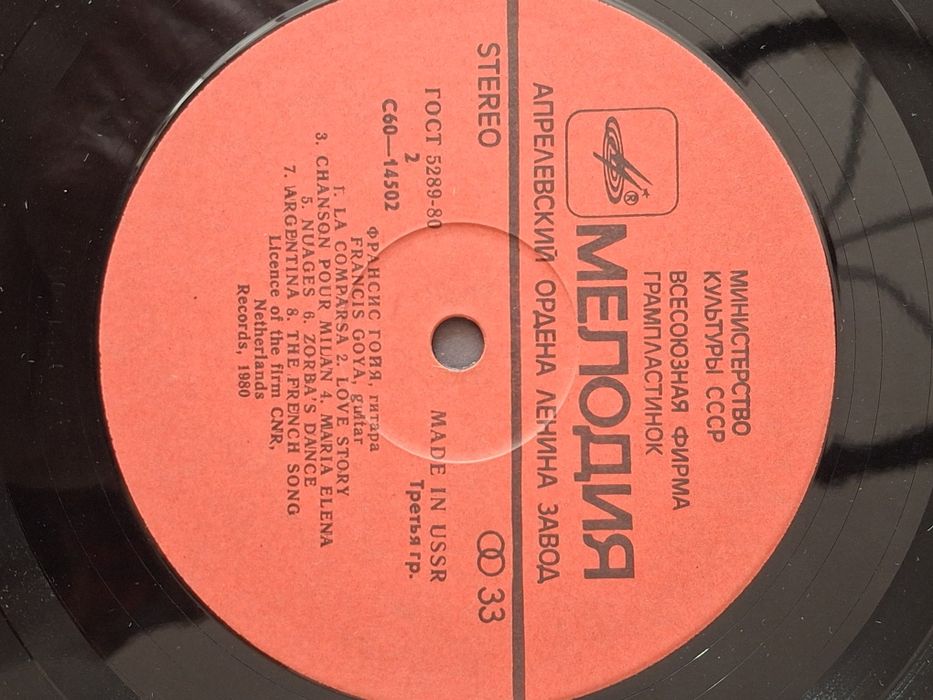 МИНИСТЕРСТВО
КУЛЬТУРЫ СССР
ВСЕСОЮЗНАЯ ФИРМА
ГРАМПЛАСТИНОК
®
МЕЛОДИЯ
АПРЕЛЕВСКИЙ ОРДЕНА ЛЕНИНА ЗАВОД
STEREO
33
ГОСТ 5289-80
MADE IN USSR
2
Третья гр.
С60—14502
ФРАНСИС ГОЙЯ, гитара
FRANCIS GOYA, guitar
1. LA COMPARSA 2. LOVE STORY
3. CHANSON POUR MILAN 4. MARIA ELENA
5. NUAGES 6. ZORBA'S DANCE
7. ARGENTINA 8. THE FRENCH SONG
Licence of the firm CNR,
Netherlands
Records, 1980